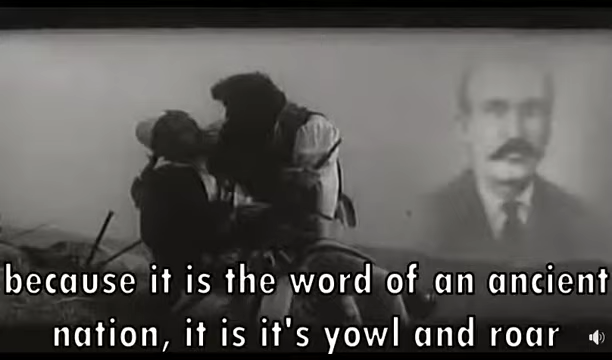 because it is the word of an ancient
nation, it is it's yowl and roar